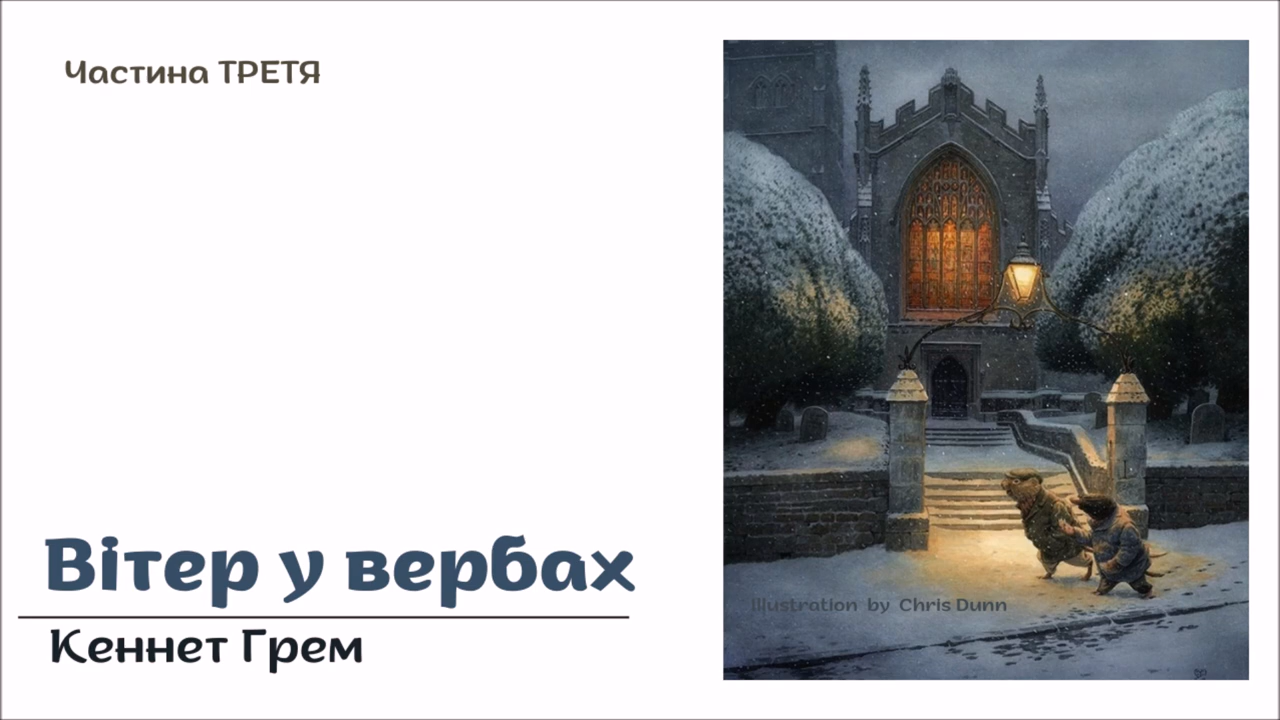 Частина ТРЕТЯ
Вітер у вербах
Кеннет Грем
Illustration by Chris Dunn